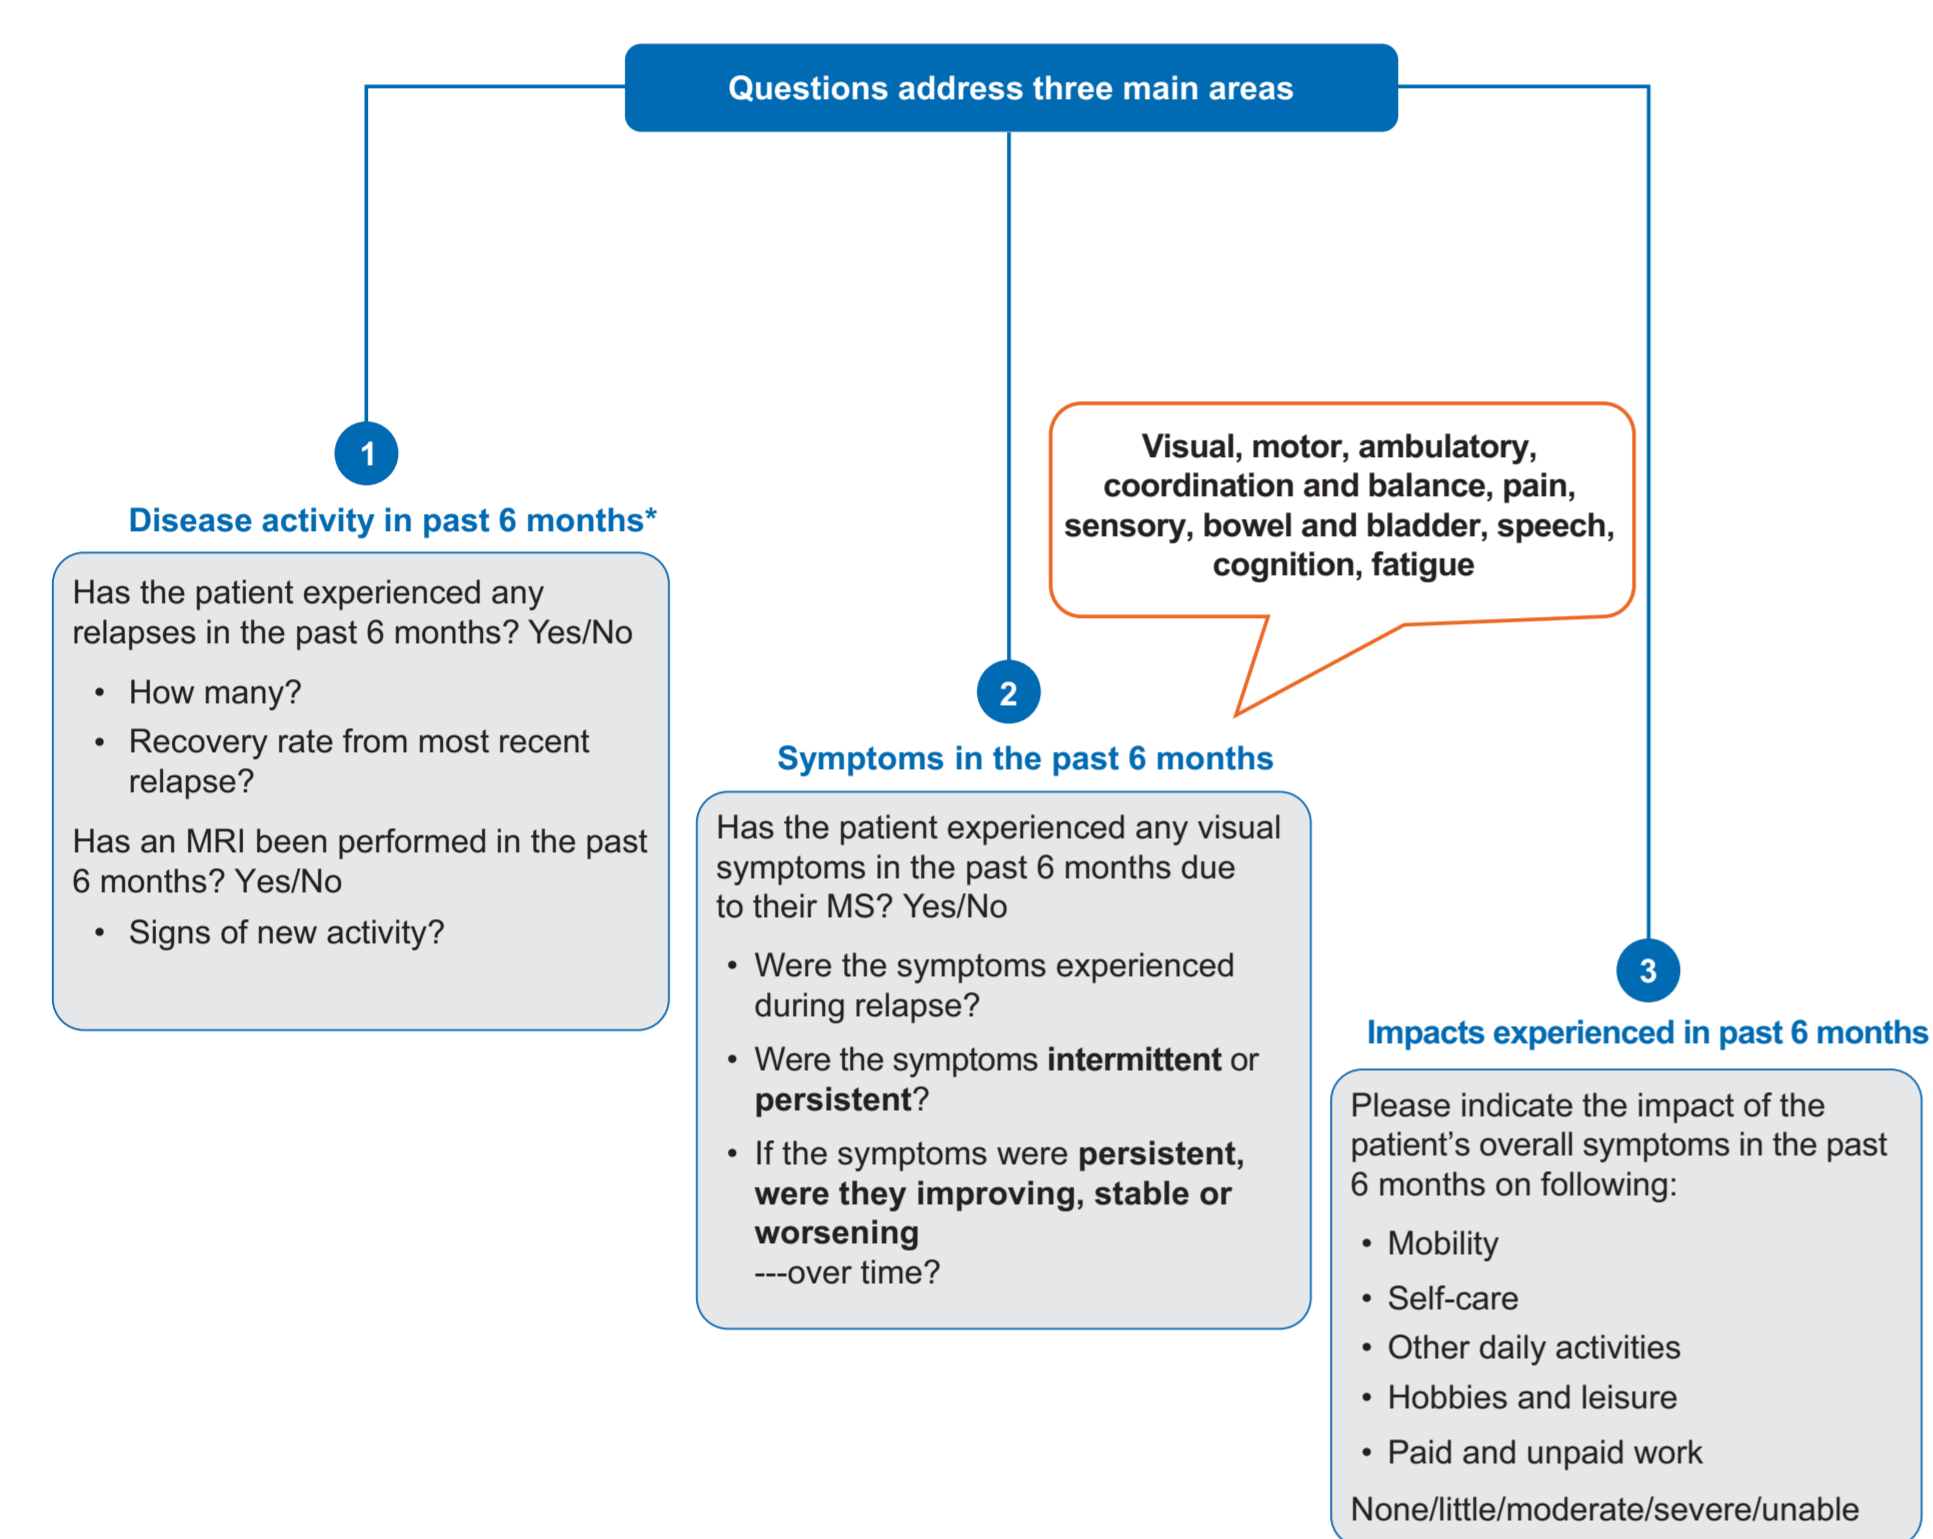 Questions address three main areas
1
Disease activity in past 6 months*
Has the patient experienced any
relapses in the past 6 months? Yes/No
• How many?
• Recovery rate from most recent
relapse?
Has an MRI been performed in the past
6 months? Yes/No
• Signs of new activity?
Visual, motor, ambulatory,
coordination and balance, pain,
sensory, bowel and bladder, speech,
cognition, fatigue
2
Symptoms in the past 6 months
Has the patient experienced any visual
symptoms in the past 6 months due
to their MS? Yes/No
• Were the symptoms experienced
during relapse?
• Were the symptoms intermittent or
persistent?
• If the symptoms were persistent,
were they improving, stable or
worsening
---over time?
3
Impacts experienced in past 6 months
Please indicate the impact of the
patient’s overall symptoms in the past
6 months on following:
• Mobility
• Self-care
• Other daily activities
• Hobbies and leisure
• Paid and unpaid work
None/little/moderate/severe/unable